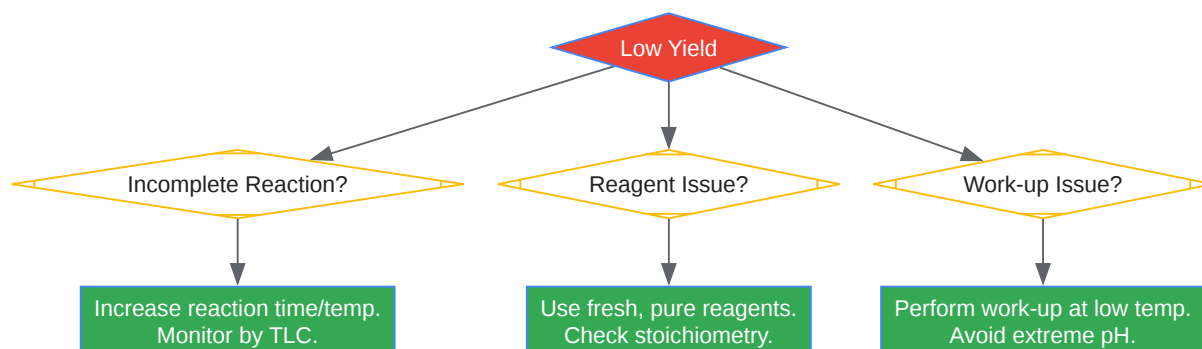 Low Yield
Incomplete Reaction?
Reagent Issue?
Work-up Issue?
Increase reaction time/temp.
Monitor by TLC.
Use fresh, pure reagents.
Check stoichiometry.
Perform work-up at low temp.
Avoid extreme pH.